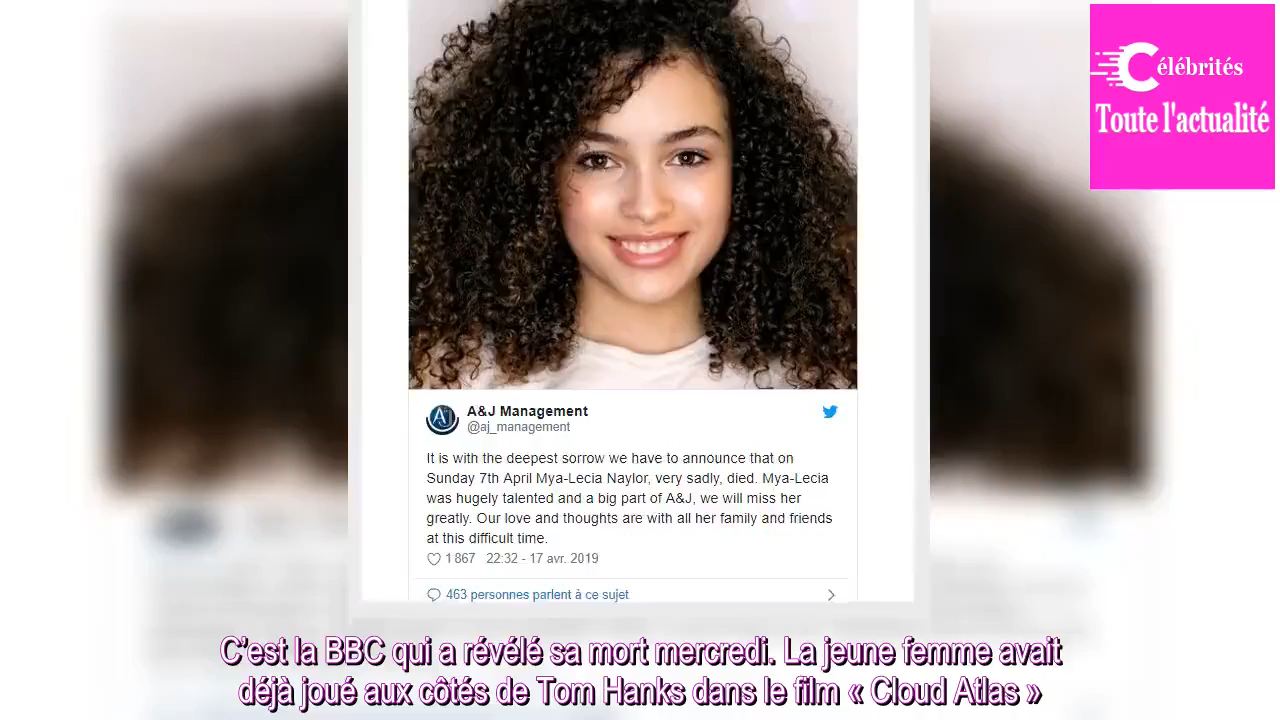 Célébrités
Toute l'actualité
A&J Management
@aj_management
It is with the deepest sorrow we have to announce that on
Sunday 7th April Mya-Lecia Naylor, very sadly, died. Mya-Lecia
was hugely talented and a big part of A&J, we will miss her
greatly. Our love and thoughts are with all her family and friends
at this difficult time.
1 867 22:32 - 17 avr. 2019
463 personnes parlent à ce sujet
C'est la BBC qui a révélé sa mort mercredi. La jeune femme avait
déjà joué aux côtés de Tom Hanks dans le film « Cloud Atlas »